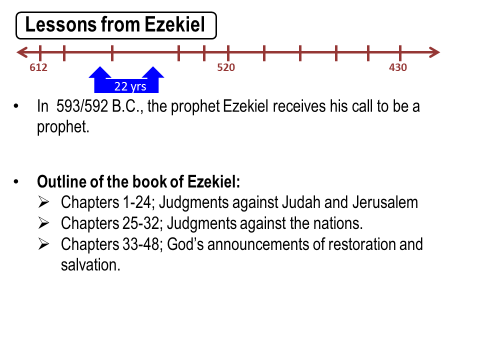 Lessons from Ezekiel
612 520 430
22 yrs
• In 593/592 B.C., the prophet Ezekiel receives his call to be a
prophet.
• Outline of the book of Ezekiel:
➢ Chapters 1-24; Judgments against Judah and Jerusalem
➢ Chapters 25-32; Judgments against the nations.
➢ Chapters 33-48; God’s announcements of restoration and
salvation.